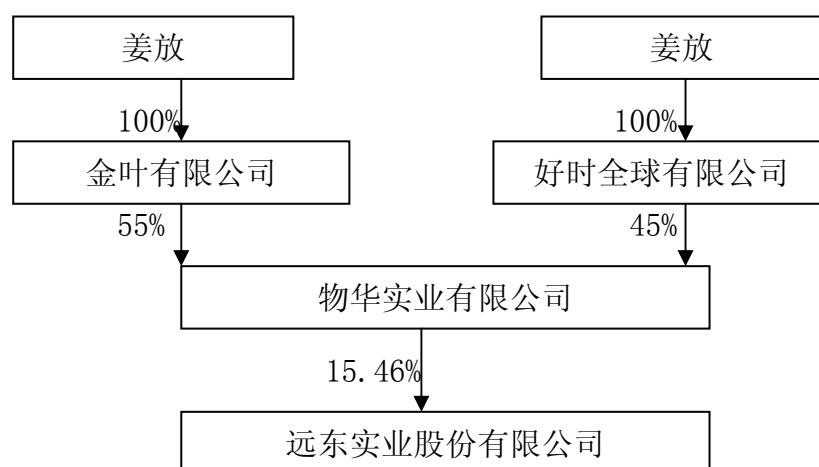 姜放
姜放
100%
100%
金叶有限公司
好时全球有限公司
55%
45%
物华实业有限公司
15.46%
远东实业股份有限公司